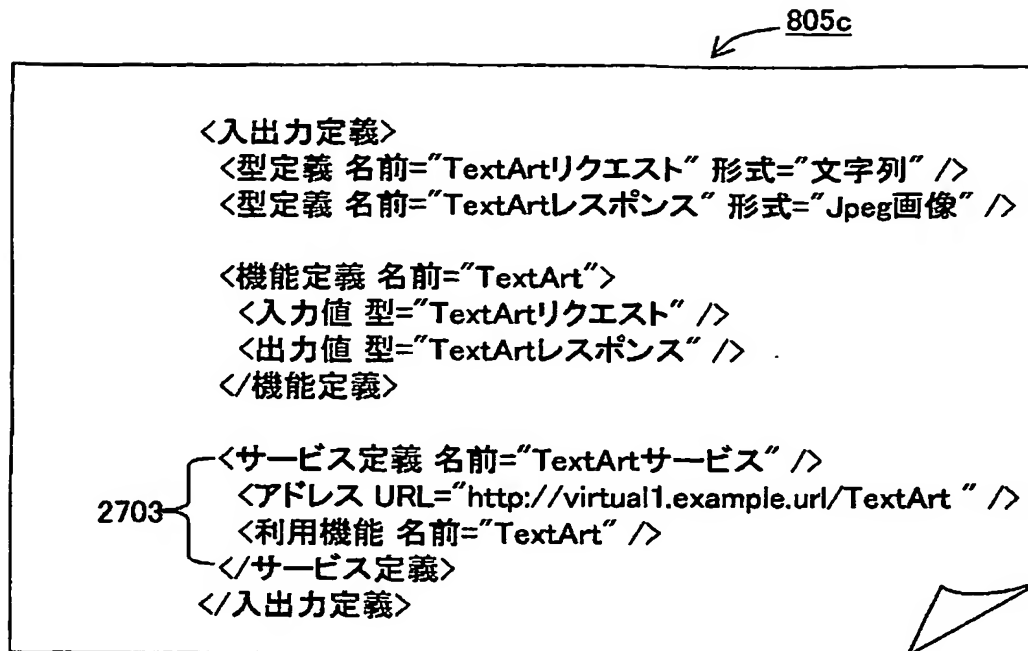 805c
<入出力定義>
<型定義 名前="TextArtリクエスト" 形式="文字列" />
<型定義 名前="TextArtレスポンス" 形式="Jpeg画像" />
<機能定義 名前="TextArt">
<入力値 型="TextArtリクエスト" />
<出力値 型="TextArtレスポンス" />
</機能定義>
<サービス定義 名前="TextArtサービス" />
2703 <アドレス URL="http://virtual1.example.url/TextArt " />
<利用機能 名前="TextArt" />
</サービス定義>
</入出力定義>